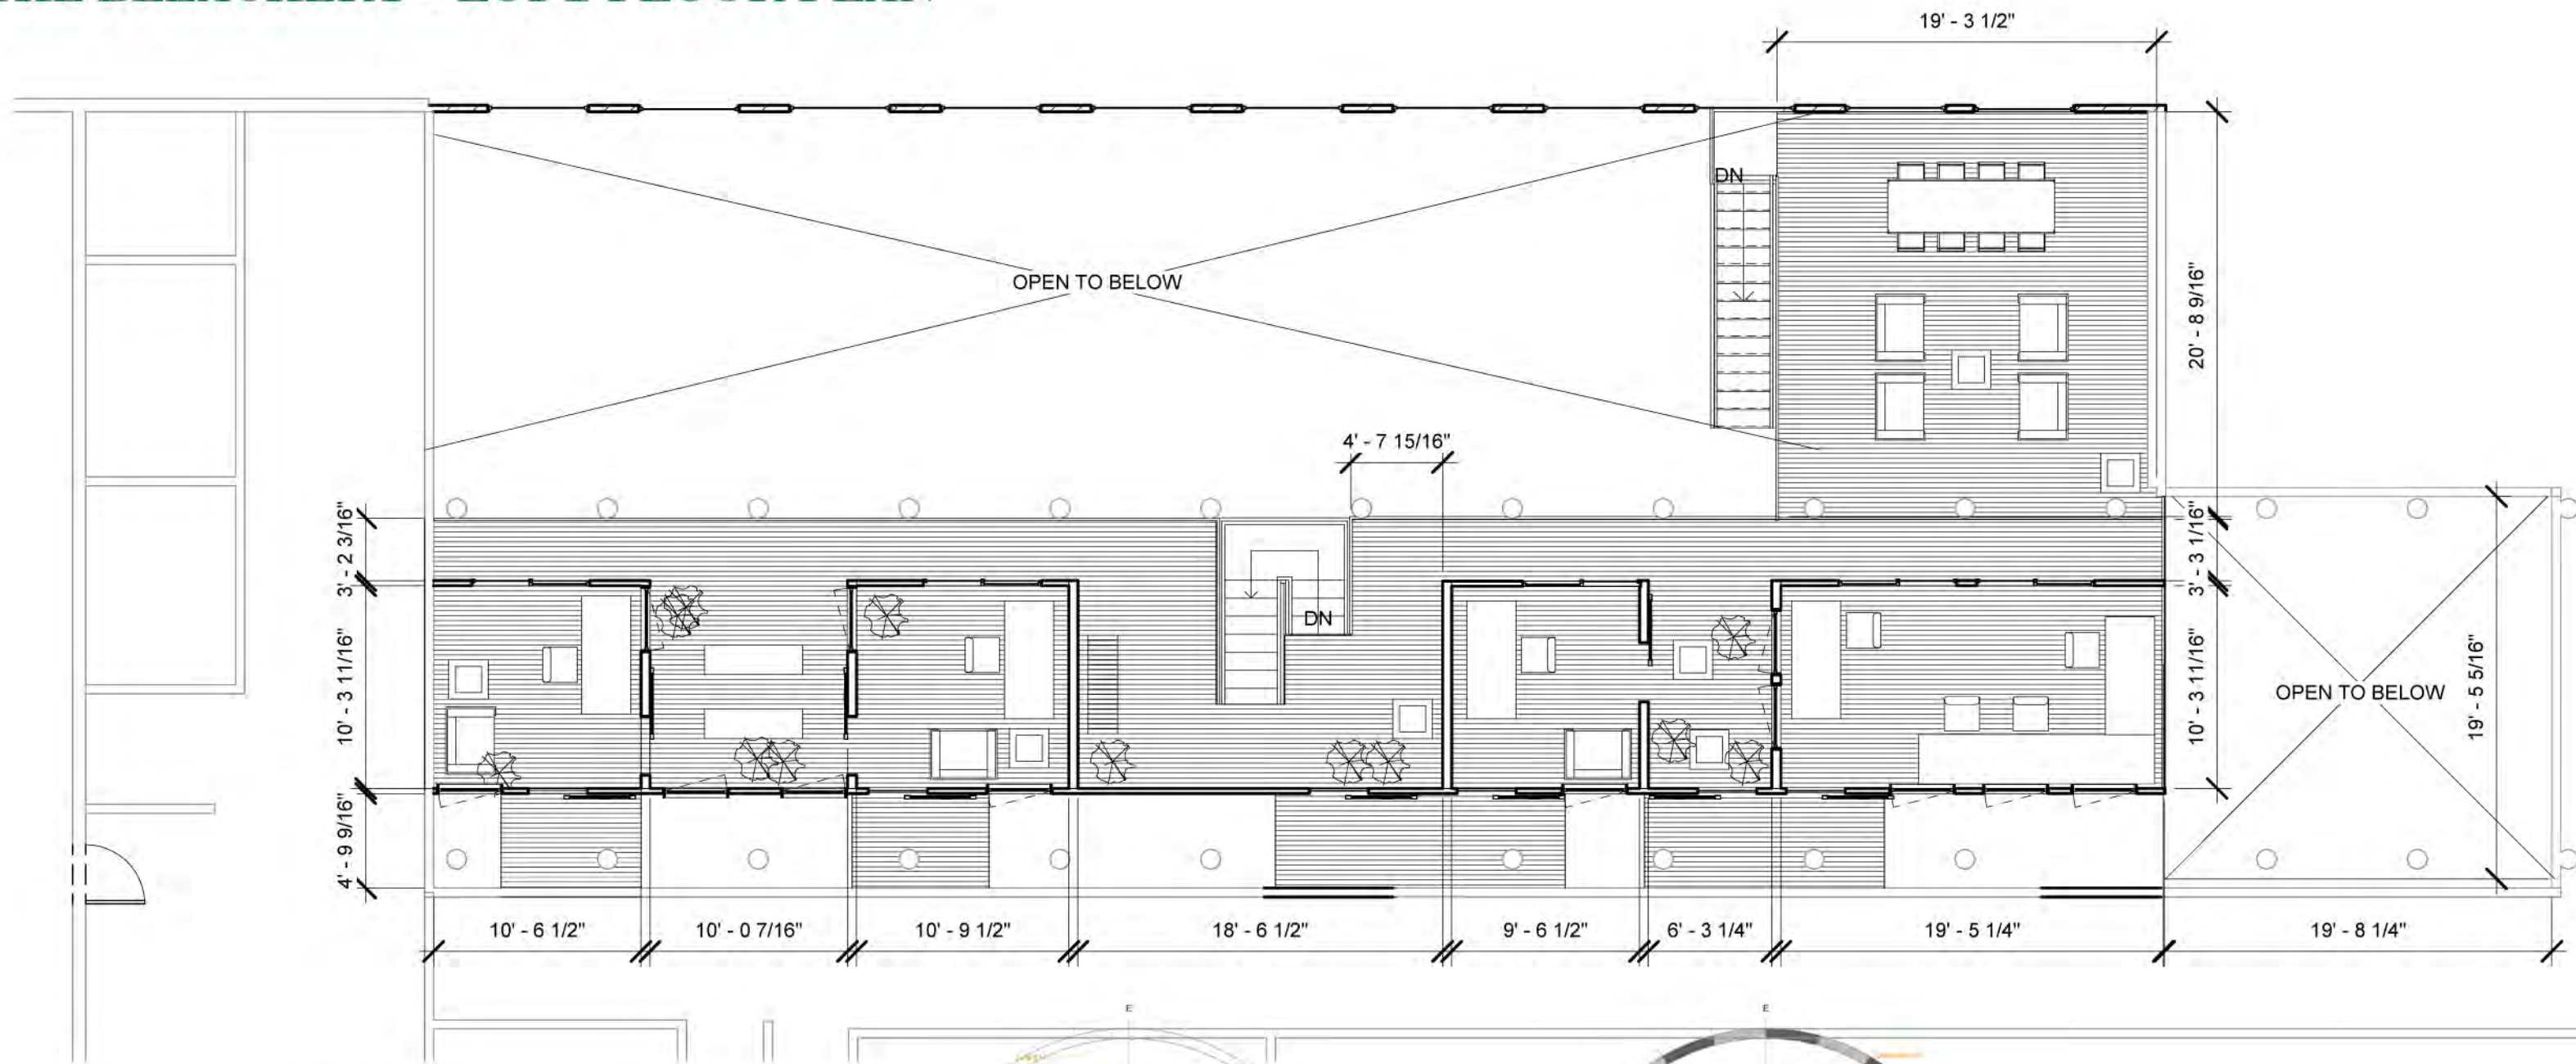 19' - 3 1/2"
DN
OPEN TO BELOW
20' - 8 9/16"
4' - 7 15/16"
3' - 2 3/16"
3' - 3 1/16"
DN
10' - 3 11/16"
10' - 3 11/16"
OPEN TO BELOW
19' - 5 5/16"
4' - 9 9/16"
10' - 6 1/2"
10' - 0 7/16"
10' - 9 1/2"
18' - 6 1/2"
9' - 6 1/2"
6' - 3 1/4"
19' - 5 1/4"
19' - 8 1/4"
E
E